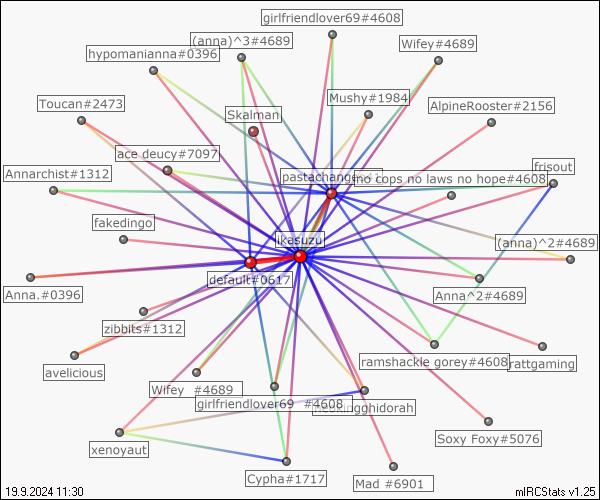 girlfriendlover69#4608
(anna)^3#4689
Wifey#4689
hypomanianna#0396
Toucan#2473
Mushy#1984
AlpineRooster#2156
Skalman
ace deucy#7097
frisout
Annarchist#1312
no cops no laws no hope#4608
fakedingo
ikasuzu
(anna)^2#4689
default#0617
Anna.#0396
Anna^2#4689
zibbits#1312
ramshackle gorey#4608
rattgaming
avelicious
Wifey #4689
girlfriendlover69 #4608
Soxy Foxy#5076
xenoyaut
Cypha#1717
Mad #6901
19.9.2024 11:30
mIRCStats v1.25